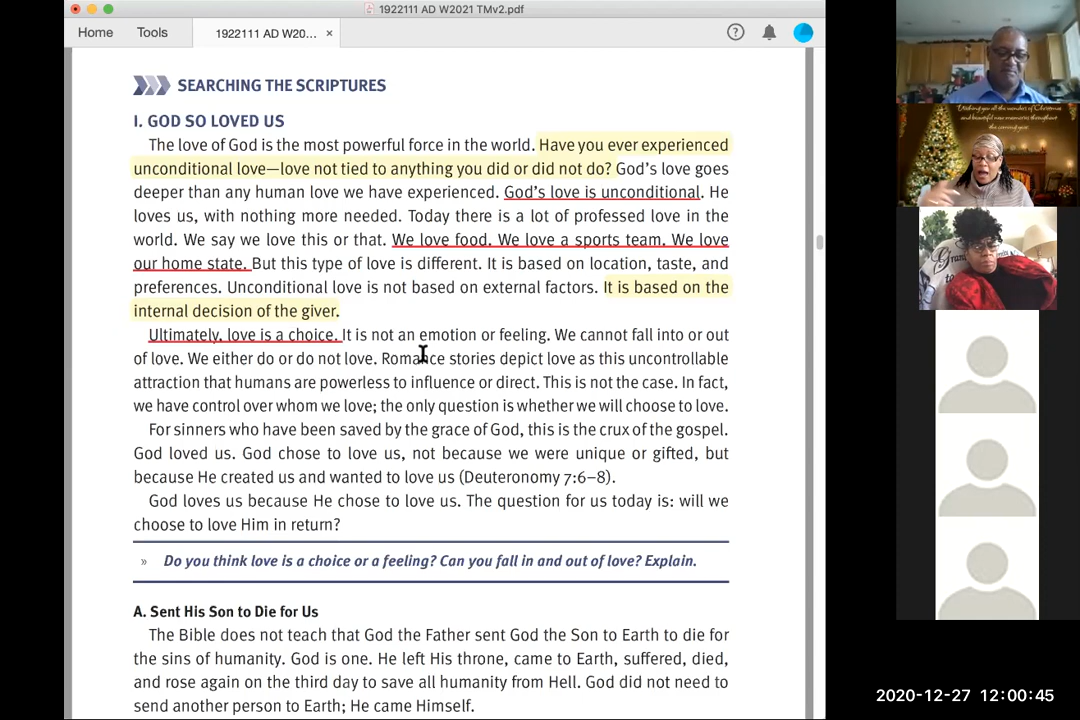 1922111 AD W2021 TMv2.pdf
Home Tools 1922111 AD W20... ×
SEARCHING THE SCRIPTURES
I. GOD SO LOVED US
The love of God is the most powerful force in the world. Have you ever experienced
unconditional love—love not tied to anything you did or did not do? God's love goes
deeper than any human love we have experienced. God's love is unconditional. He
loves us, with nothing more needed. Today there is a lot of professed love in the
world. We say we love this or that. We love food. We love a sports team. We love
our home state. But this type of love is different. It is based on location, taste, and
preferences. Unconditional love is not based on external factors. It is based on the
internal decision of the giver.
Ultimately, love is a choice. It is not an emotion or feeling. We cannot fall into or out
of love. We either do or do not love. Romance stories depict love as this uncontrollable
attraction that humans are powerless to influence or direct. This is not the case. In fact,
we have control over whom we love; the only question is whether we will choose to love.
For sinners who have been saved by the grace of God, this is the crux of the gospel.
God loved us. God chose to love us, not because we were unique or gifted, but
because He created us and wanted to love us (Deuteronomy 7:6–8).
God loves us because He chose to love us. The question for us today is: will we
choose to love Him in return?
» Do you think love is a choice or a feeling? Can you fall in and out of love? Explain.
A. Sent His Son to Die for Us
The Bible does not teach that God the Father sent God the Son to Earth to die for
the sins of humanity. God is one. He left His throne, came to Earth, suffered, died,
and rose again on the third day to save all humanity from Hell. God did not need to
send another person to Earth; He came Himself.
Wishing you all the wonders of Christmas
and beautiful new memories throughout
the coming year.
2020-12-27 12:00:45